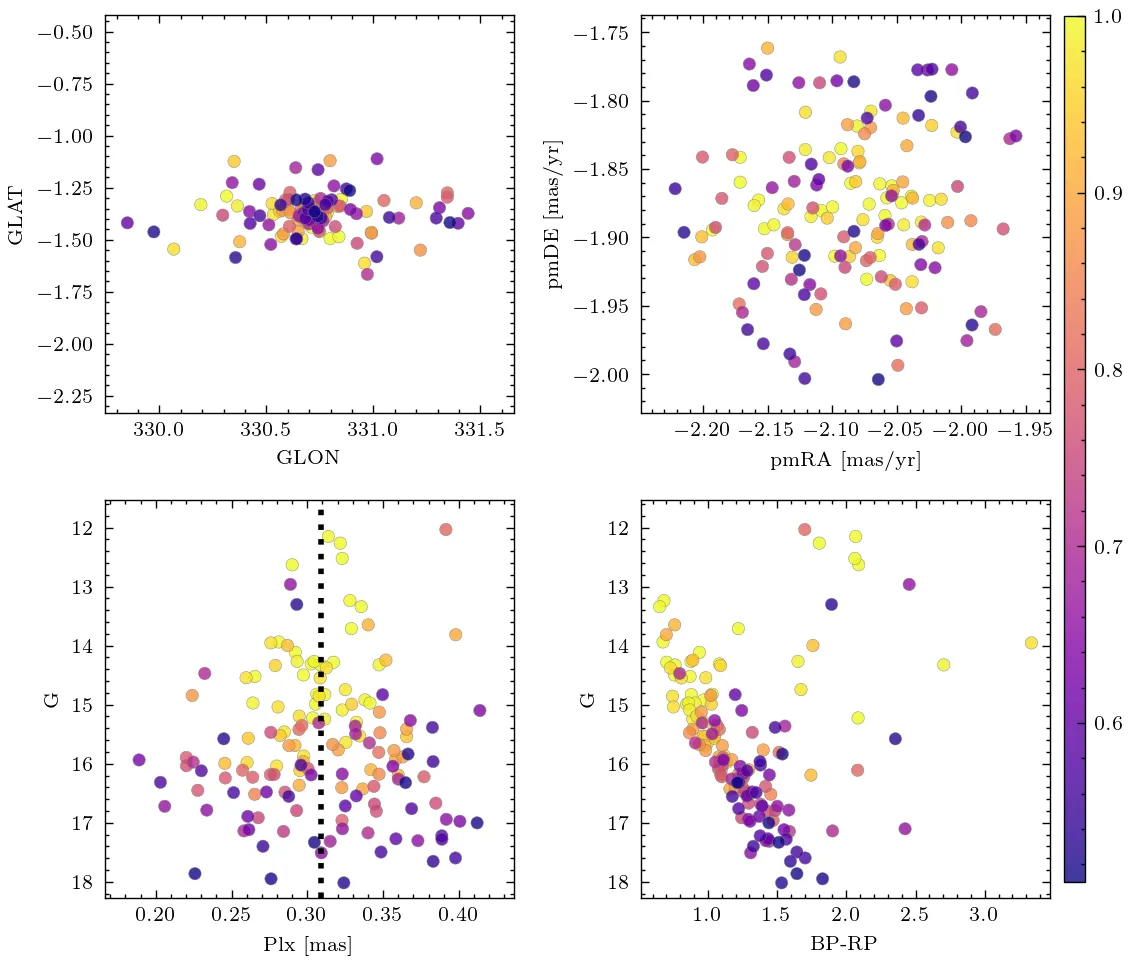 −0.50
−0.75
−1.00
−1.25
−1.50
−1.75
−2.00
−2.25
GLAT
330.0 330.5 331.0 331.5
GLON
−1.75
−1.80
−1.85
−1.90
−1.95
−2.00
pmDE [mas/yr]
−2.20 −2.15 −2.10 −2.05 −2.00 −1.95
pmRA [mas/yr]
12
13
14
15
16
17
18
G
0.20 0.25 0.30 0.35 0.40
Plx [mas]
12
13
14
15
16
17
18
G
1.0 1.5 2.0 2.5 3.0
BP-RP
1.0
0.9
0.8
0.7
0.6